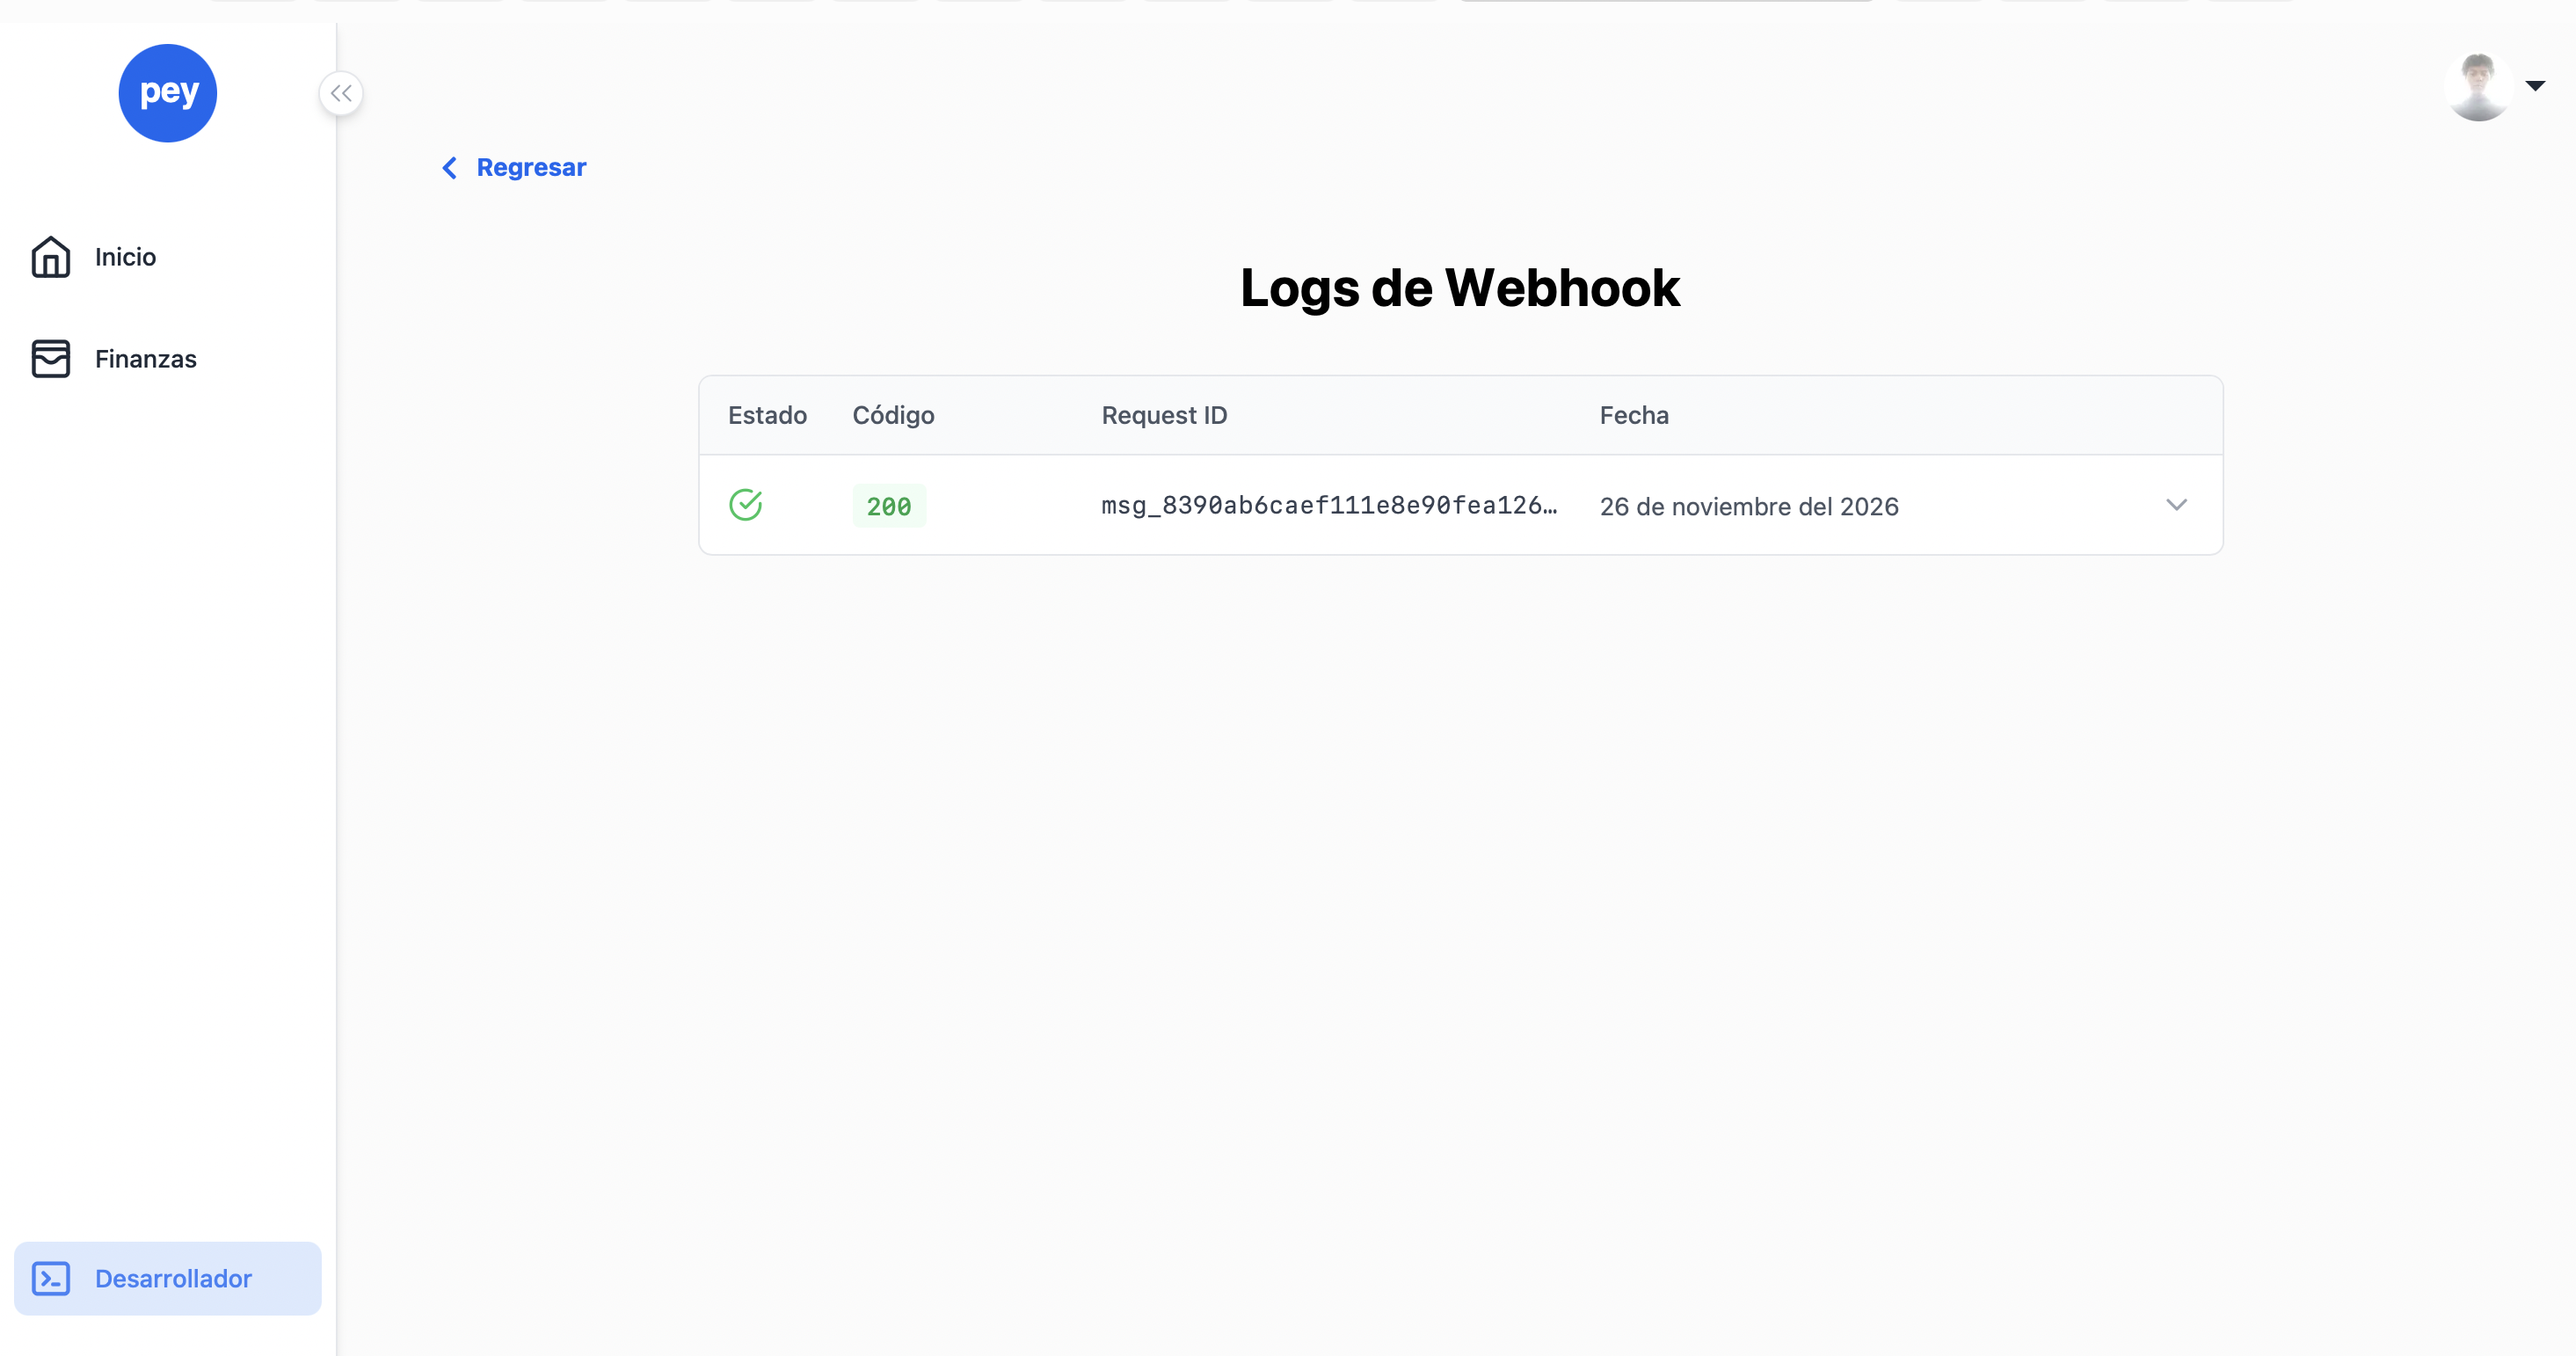 pey
Regresar
Inicio
Finanzas
Logs de Webhook
Estado Código Request ID Fecha
200 msg_8390ab6caef111e8e90fea126… 26 de noviembre del 2026
Desarrollador